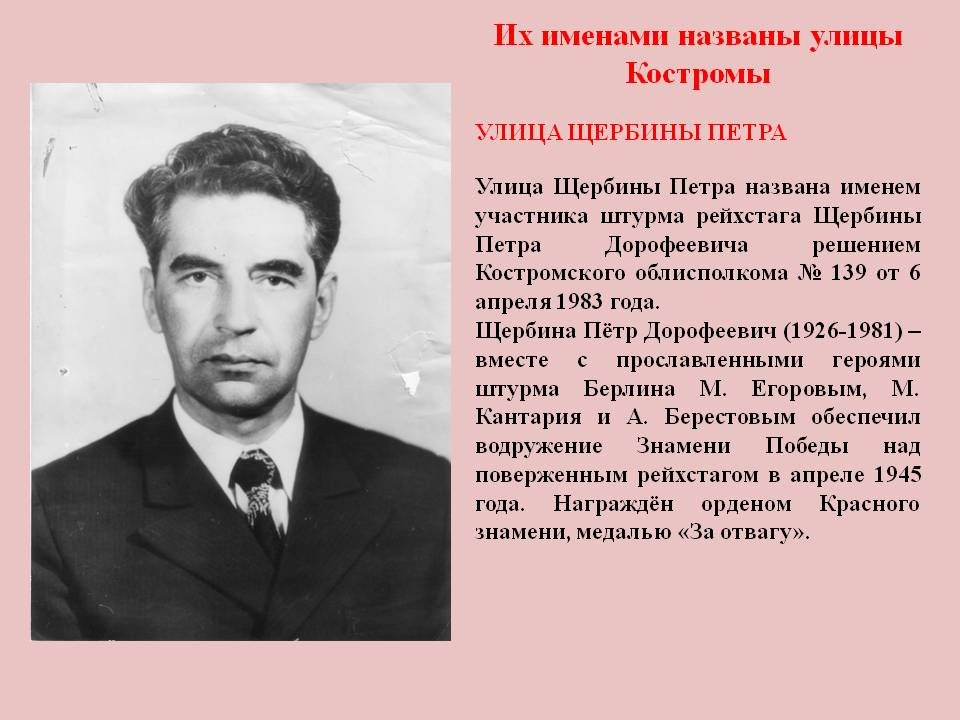 Их именами названы улицы
Костромы
УЛИЦА ЩЕРБИНЫ ПЕТРА
Улица Щербины Петра названа именем
участника штурма рейхстага Щербины
Петра Дорофеевича решением
Костромского облисполкома № 139 от 6
апреля 1983 года.
Щербина Пётр Дорофеевич (1926-1981) –
вместе с прославленными героями
штурма Берлина М. Егоровым, М.
Кантария и А. Берестовым обеспечил
водружение Знамени Победы над
поверженным рейхстагом в апреле 1945
года. Награждён орденом Красного
знамени, медалью «За отвагу».